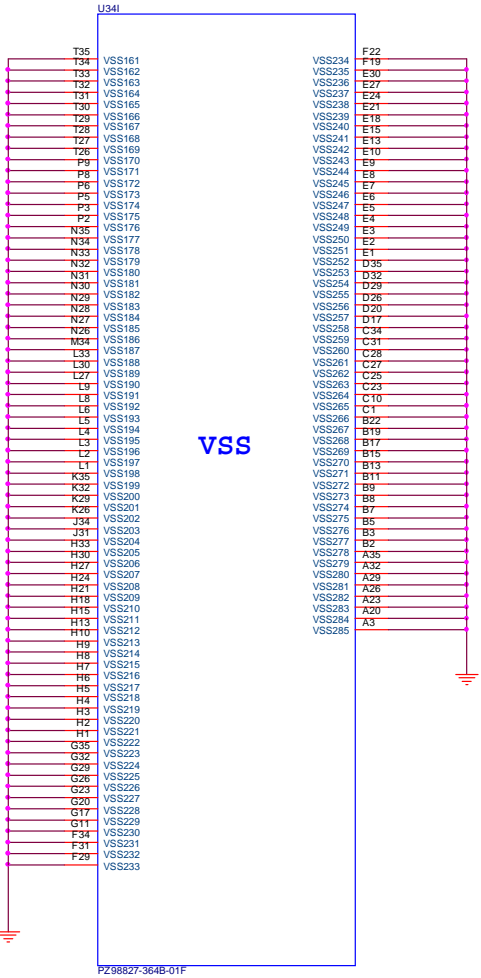 U34I
T35 VSS161 VSS234 F22
T34 VSS162 VSS235 F19
T33 VSS163 VSS236 E30
T32 VSS164 VSS237 E27
T31 VSS165 VSS238 E24
T30 VSS166 VSS239 E21
T29 VSS167 VSS240 E18
T28 VSS168 VSS241 E15
T27 VSS169 VSS242 E13
T26 VSS170 VSS243 E10
P9 VSS171 VSS244 E9
P8 VSS172 VSS245 E8
P6 VSS173 VSS246 E7
P5 VSS174 VSS247 E6
P3 VSS175 VSS248 E5
P2 VSS176 VSS249 E4
N35 VSS177 VSS250 E3
N34 VSS178 VSS251 E2
N33 VSS179 VSS252 E1
N32 VSS180 VSS253 D35
N31 VSS181 VSS254 D32
N30 VSS182 VSS255 D29
N29 VSS183 VSS256 D26
N28 VSS184 VSS257 D20
N27 VSS185 VSS258 D17
N26 VSS186 VSS259 C34
M34 VSS187 VSS260 C31
L33 VSS188 VSS261 C28
L30 VSS189 VSS262 C27
L27 VSS190 VSS263 C25
L9 VSS191 VSS264 C23
L8 VSS192 VSS265 C10
L6 VSS193 VSS266 C1
L5 VSS194 VSS267 B22
L4 VSS195 VSS268 B19
L3 VSS196 VSS269 B17
L2 VSS197 VSS270 B15
L1 VSS198 VSS271 B13
K35 VSS199 VSS272 B11
K32 VSS200 VSS273 B9
K29 VSS201 VSS274 B8
K26 VSS202 VSS275 B7
J34 VSS203 VSS276 B5
J31 VSS204 VSS277 B3
H33 VSS205 VSS278 B2
H30 VSS206 VSS279 A35
H27 VSS207 VSS280 A32
H24 VSS208 VSS281 A29
H21 VSS209 VSS282 A26
H18 VSS210 VSS283 A23
H15 VSS211 VSS284 A20
H13 VSS212 VSS285 A3
H10 VSS213
H9 VSS214
H8 VSS215
H7 VSS216
H6 VSS217
H5 VSS218
H4 VSS219
H3 VSS220
H2 VSS221
H1 VSS222
G35 VSS223
G32 VSS224
G29 VSS225
G26 VSS226
G23 VSS227
G20 VSS228
G17 VSS229
G11 VSS230
F34 VSS231
F31 VSS232
F29 VSS233
VSS
PZ98827-364B-01F